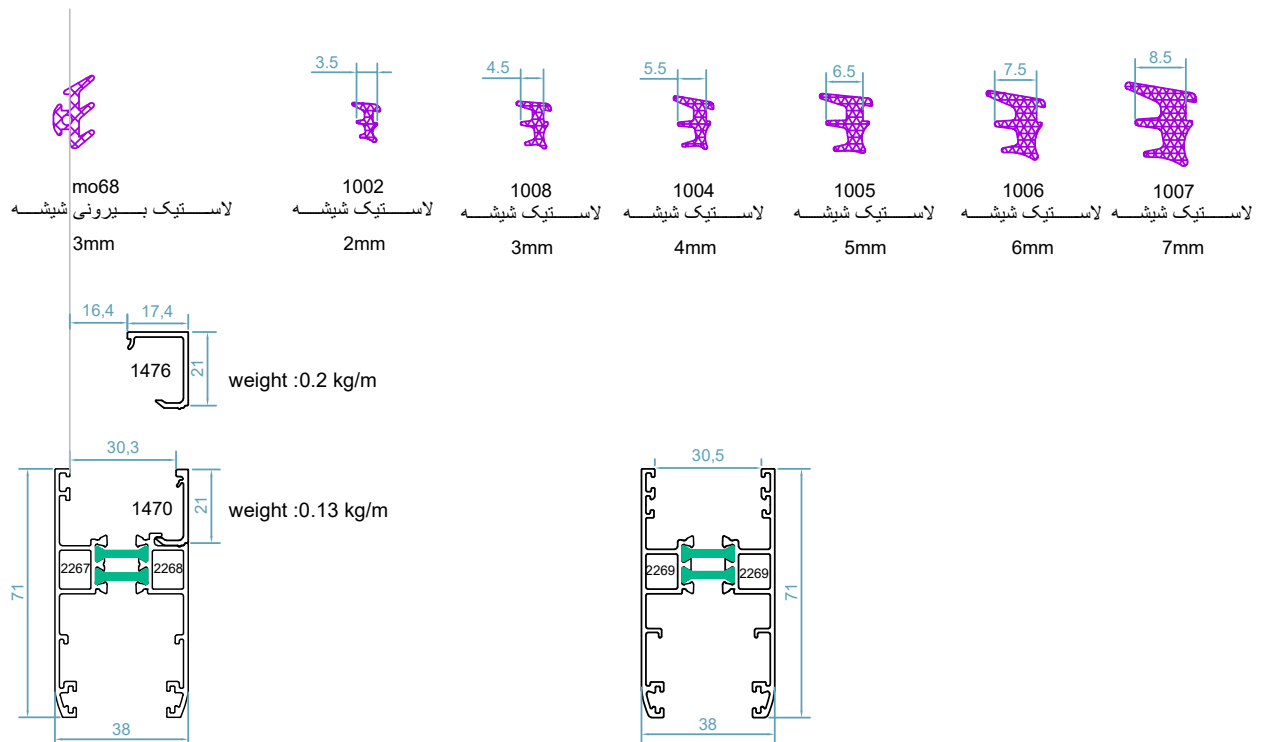 3.5
4.5
5.5
6.5
7.5
8.5
mo68
لاستیک بیرونی شیشه
3mm
1002
لاستیک شیشه
2mm
1008
لاستیک شیشه
3mm
1004
لاستیک شیشه
4mm
1005
لاستیک شیشه
5mm
1006
لاستیک شیشه
6mm
1007
لاستیک شیشه
7mm
16,4
17,4
1476
21
weight :0.2 kg/m
30,3
1470
21
weight :0.13 kg/m
2267
2268
71
38
30,5
2269
2269
71
38